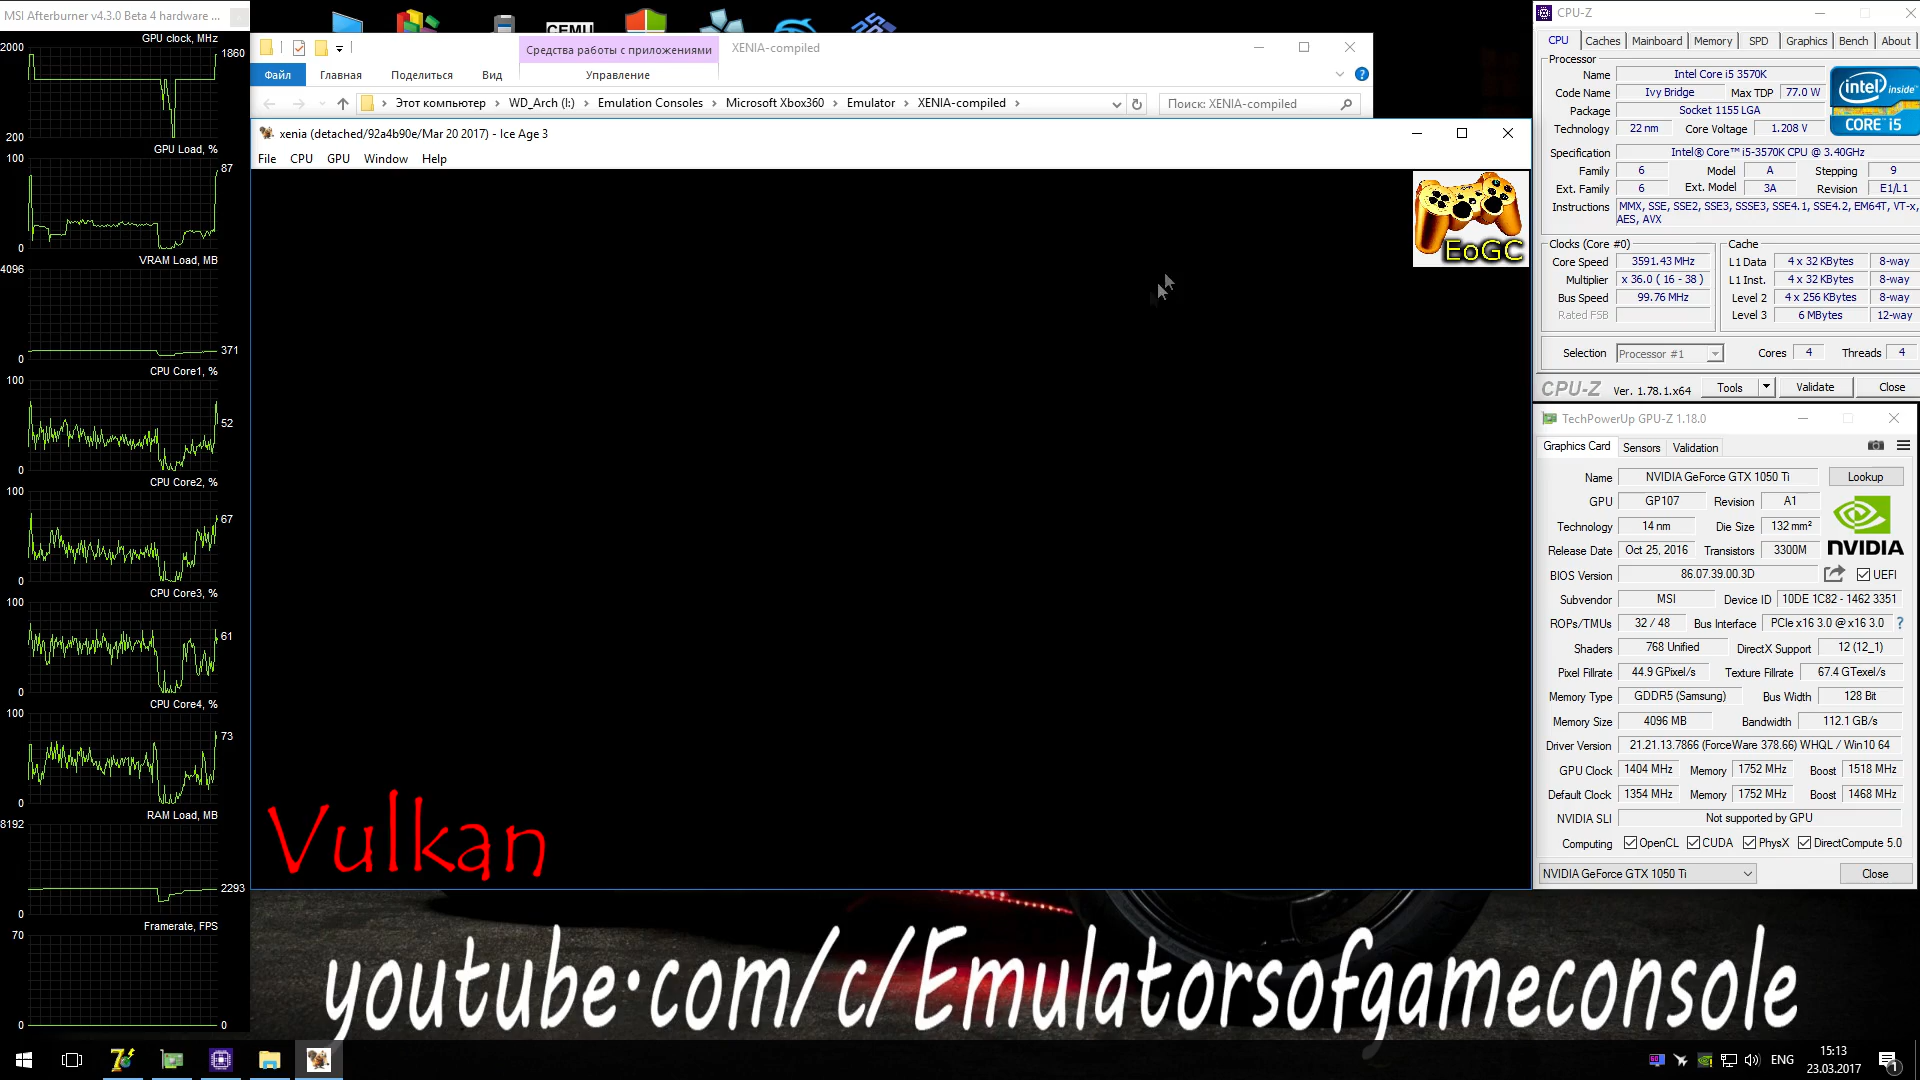 MSI Afterburner v4.3.0 Beta 4 hardware ...
GPU clock, MHz
2000
1860
200
GPU Load, %
100
87
0
VRAM Load, MB
4096
371
0
CPU Core1, %
100
52
0
CPU Core2, %
100
67
0
CPU Core3, %
100
61
0
CPU Core4, %
100
73
0
RAM Load, MB
8192
2293
0
Framerate, FPS
70
0
0
CEMU
Средства работы с приложениями
XENIA-compiled
Файл
Главная
Поделиться
Вид
Управление
Этот компьютер
WD_Arch (I:)
Emulation Consoles
Microsoft Xbox360
Emulator
XENIA-compiled
Поиск: XENIA-compiled
xenia (detached/92a4b90e/Mar 20 2017) - Ice Age 3
File CPU GPU Window Help
EoGC
Vulkan
youtube.com/c/Emulatorsofgameconsole
CPU-Z
CPU Caches Mainboard Memory SPD Graphics Bench About
Processor
Name Intel Core i5 3570K
Code Name Ivy Bridge Max TDP 77.0 W
Package Socket 1155 LGA
Technology 22 nm Core Voltage 1.208 V
intel inside™
CORE i5
Specification Intel® Core™ i5-3570K CPU @ 3.40GHz
Family 6 Model A Stepping 9
Ext. Family 6 Ext. Model 3A Revision E1/L1
Instructions MMX, SSE, SSE2, SSE3, SSSE3, SSE4.1, SSE4.2, EM64T, VT-x,
AES, AVX
Clocks (Core #0)
Core Speed 3591.43 MHz
Multiplier x 36.0 ( 16 - 38 )
Bus Speed 99.76 MHz
Rated FSB
Cache
L1 Data 4 x 32 KBytes 8-way
L1 Inst. 4 x 32 KBytes 8-way
Level 2 4 x 256 KBytes 8-way
Level 3 6 MBytes 12-way
Selection Processor #1 Cores 4 Threads 4
CPU-Z Ver. 1.78.1.x64 Tools Validate Close
TechPowerUp GPU-Z 1.18.0
Graphics Card Sensors Validation
Name NVIDIA GeForce GTX 1050 Ti Lookup
GPU GP107 Revision A1
Technology 14 nm Die Size 132 mm²
Release Date Oct 25, 2016 Transistors 3300M
NVIDIA
BIOS Version 86.07.39.00.3D UEFI
Subvendor MSI Device ID 10DE 1C82 - 1462 3351
ROPs/TMUs 32 / 48 Bus Interface PCIe x16 3.0 @ x16 3.0 ?
Shaders 768 Unified DirectX Support 12 (12_1)
Pixel Fillrate 44.9 GPixel/s Texture Fillrate 67.4 GTexel/s
Memory Type GDDR5 (Samsung) Bus Width 128 Bit
Memory Size 4096 MB Bandwidth 112.1 GB/s
Driver Version 21.21.13.7866 (ForceWare 378.66) WHQL / Win10 64
GPU Clock 1404 MHz Memory 1752 MHz Boost 1518 MHz
Default Clock 1354 MHz Memory 1752 MHz Boost 1468 MHz
NVIDIA SLI Not supported by GPU
Computing OpenCL CUDA PhysX DirectCompute 5.0
NVIDIA GeForce GTX 1050 Ti Close
ENG
15:13
23.03.2017
1